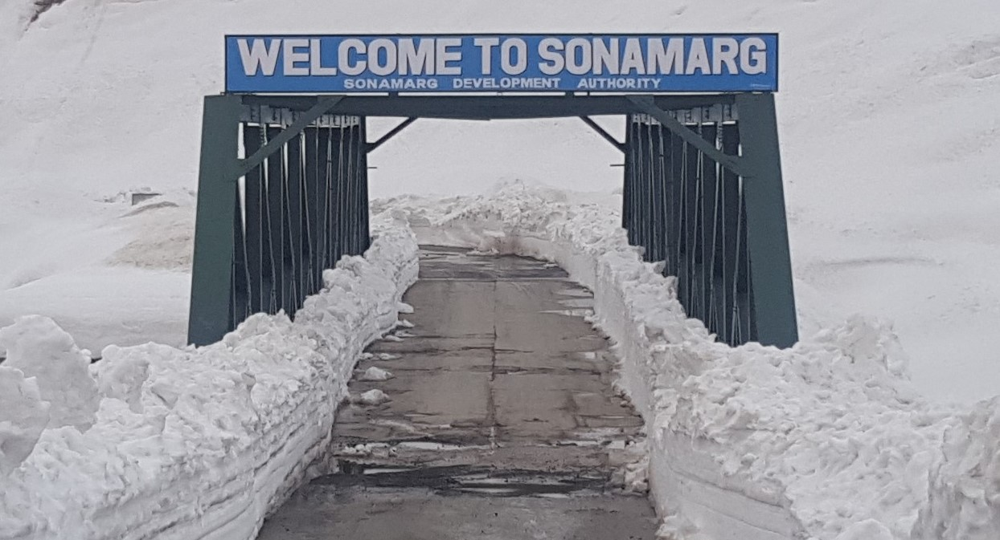 WELCOME TO SONAMARG
SONAMARG DEVELOPMENT AUTHORITY